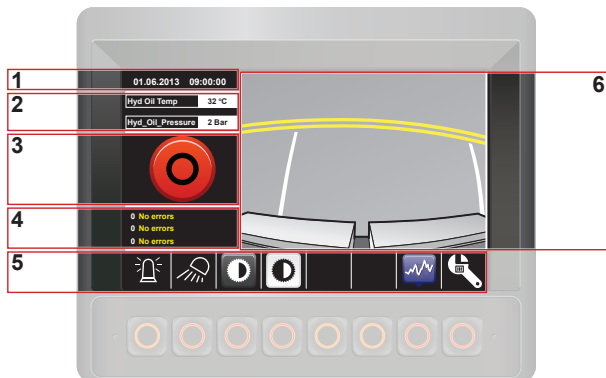 1
01.06.2013 09:00:00
6
2
Hyd Oil Temp 32 °C
Hyd_Oil_Pressure 2 Bar
3
4
0 No errors
0 No errors
0 No errors
5